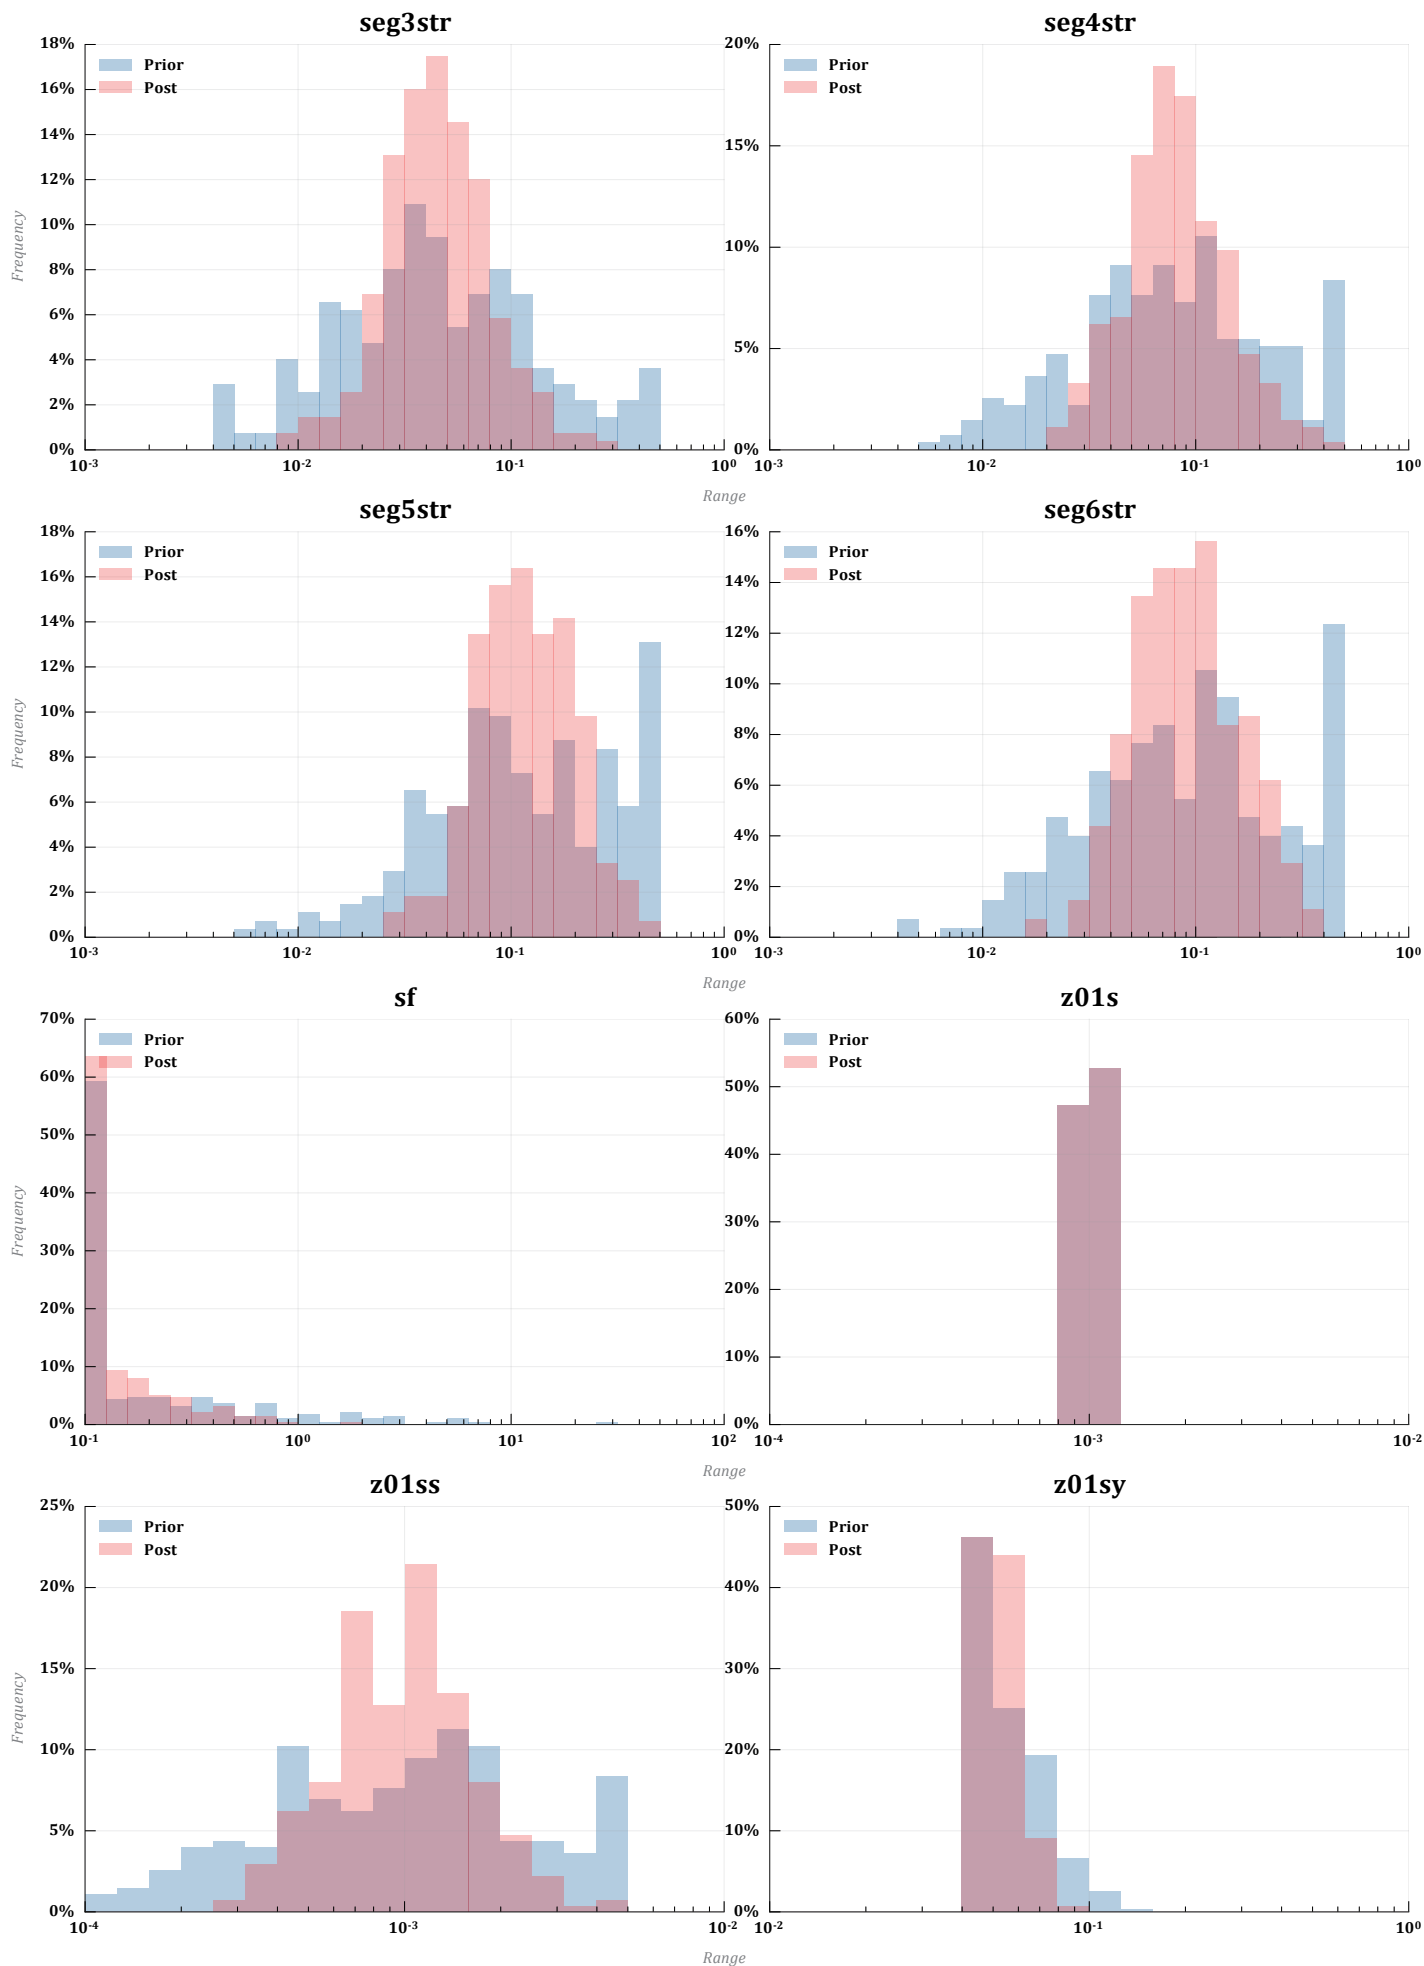 seg3str
18%
16%
14%
12%
10%
8%
6%
4%
2%
0%
Frequency
Prior
Post
10-3
10-2
10-1
100
Range
seg4str
20%
15%
10%
5%
0%
Prior
Post
10-3
10-2
10-1
100
seg5str
18%
16%
14%
12%
10%
8%
6%
4%
2%
0%
Frequency
Prior
Post
10-3
10-2
10-1
100
Range
seg6str
16%
14%
12%
10%
8%
6%
4%
2%
0%
Prior
Post
10-3
10-2
10-1
100
sf
70%
60%
50%
40%
30%
20%
10%
0%
Frequency
Prior
Post
10-1
100
101
102
Range
z01s
60%
50%
40%
30%
20%
10%
0%
Prior
Post
10-4
10-3
10-2
z01ss
25%
20%
15%
10%
5%
0%
Frequency
Prior
Post
10-4
10-3
10-2
Range
z01sy
50%
40%
30%
20%
10%
0%
Prior
Post
10-2
10-1
100